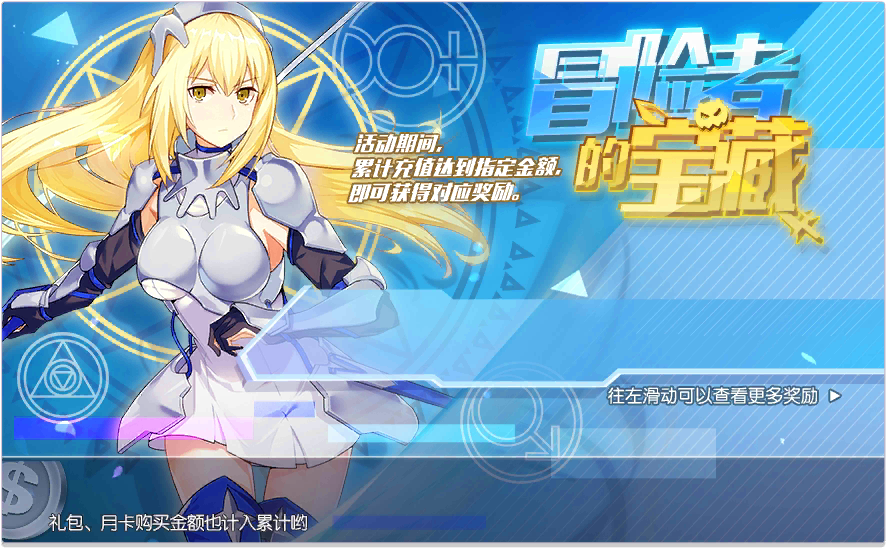 冒险者
的宝藏
活动期间,
累计充值达到指定金额,
即可获得对应奖励。
往左滑动可以查看更多奖励
礼包、月卡购买金额也计入累计哟